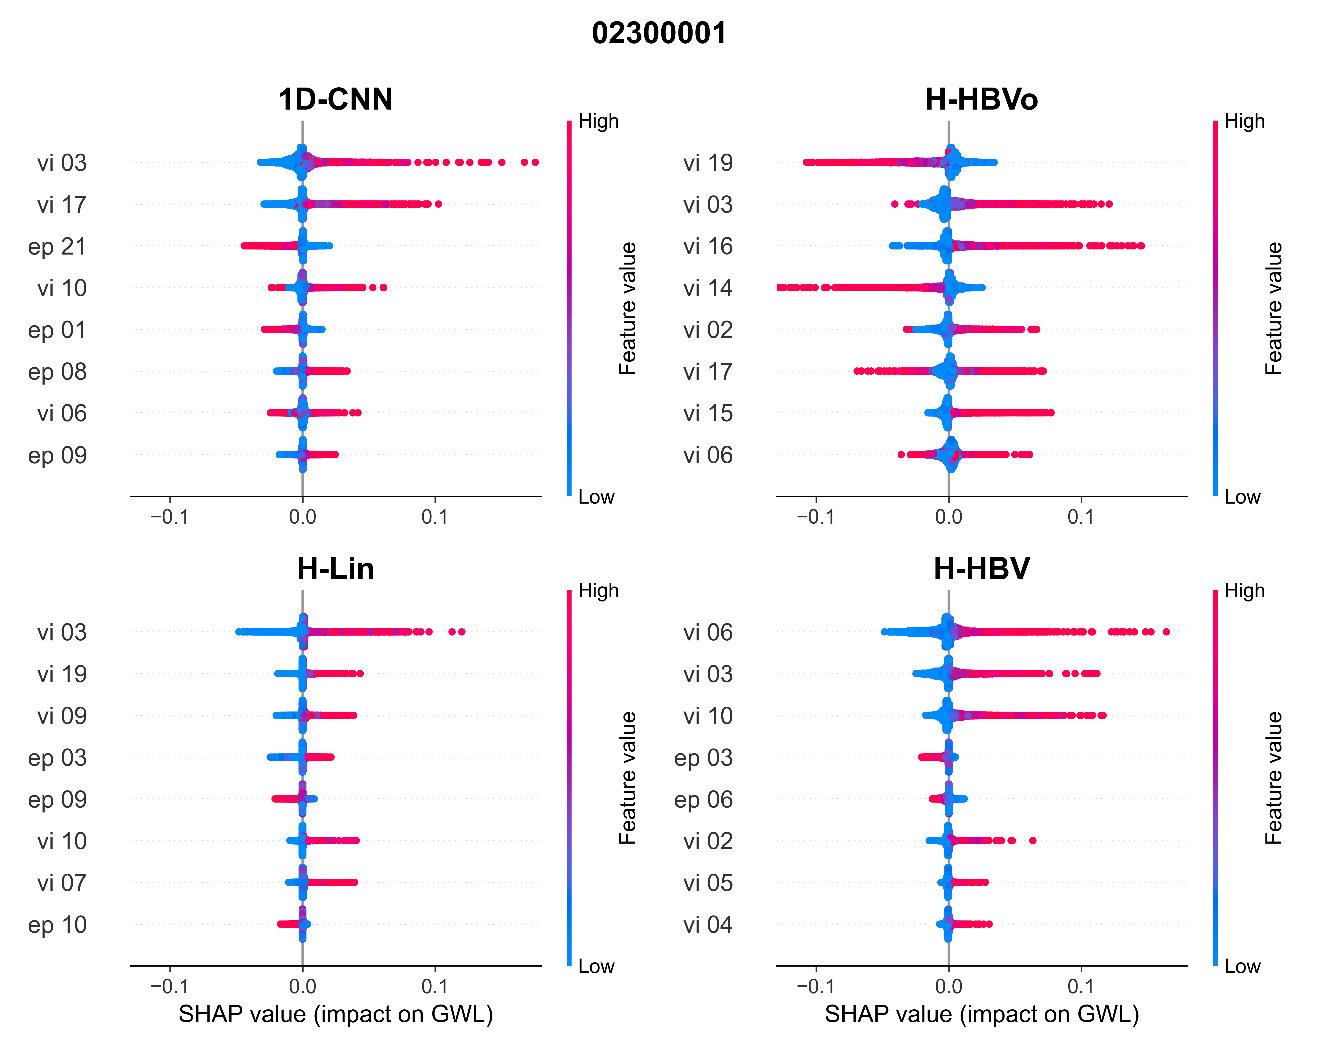 02300001
1D-CNN
High
vi 03
vi 17
ep 21
vi 10
ep 01
ep 08
vi 06
ep 09
Feature value
Low
−0.1 0.0 0.1
H-HBVo
High
vi 19
vi 03
vi 16
vi 14
vi 02
vi 17
vi 15
vi 06
Feature value
Low
−0.1 0.0 0.1
H-Lin
High
vi 03
vi 19
vi 09
ep 03
ep 09
vi 10
vi 07
ep 10
Feature value
Low
−0.1 0.0 0.1
SHAP value (impact on GWL)
H-HBV
High
vi 06
vi 03
vi 10
ep 03
ep 06
vi 02
vi 05
vi 04
Feature value
Low
−0.1 0.0 0.1
SHAP value (impact on GWL)